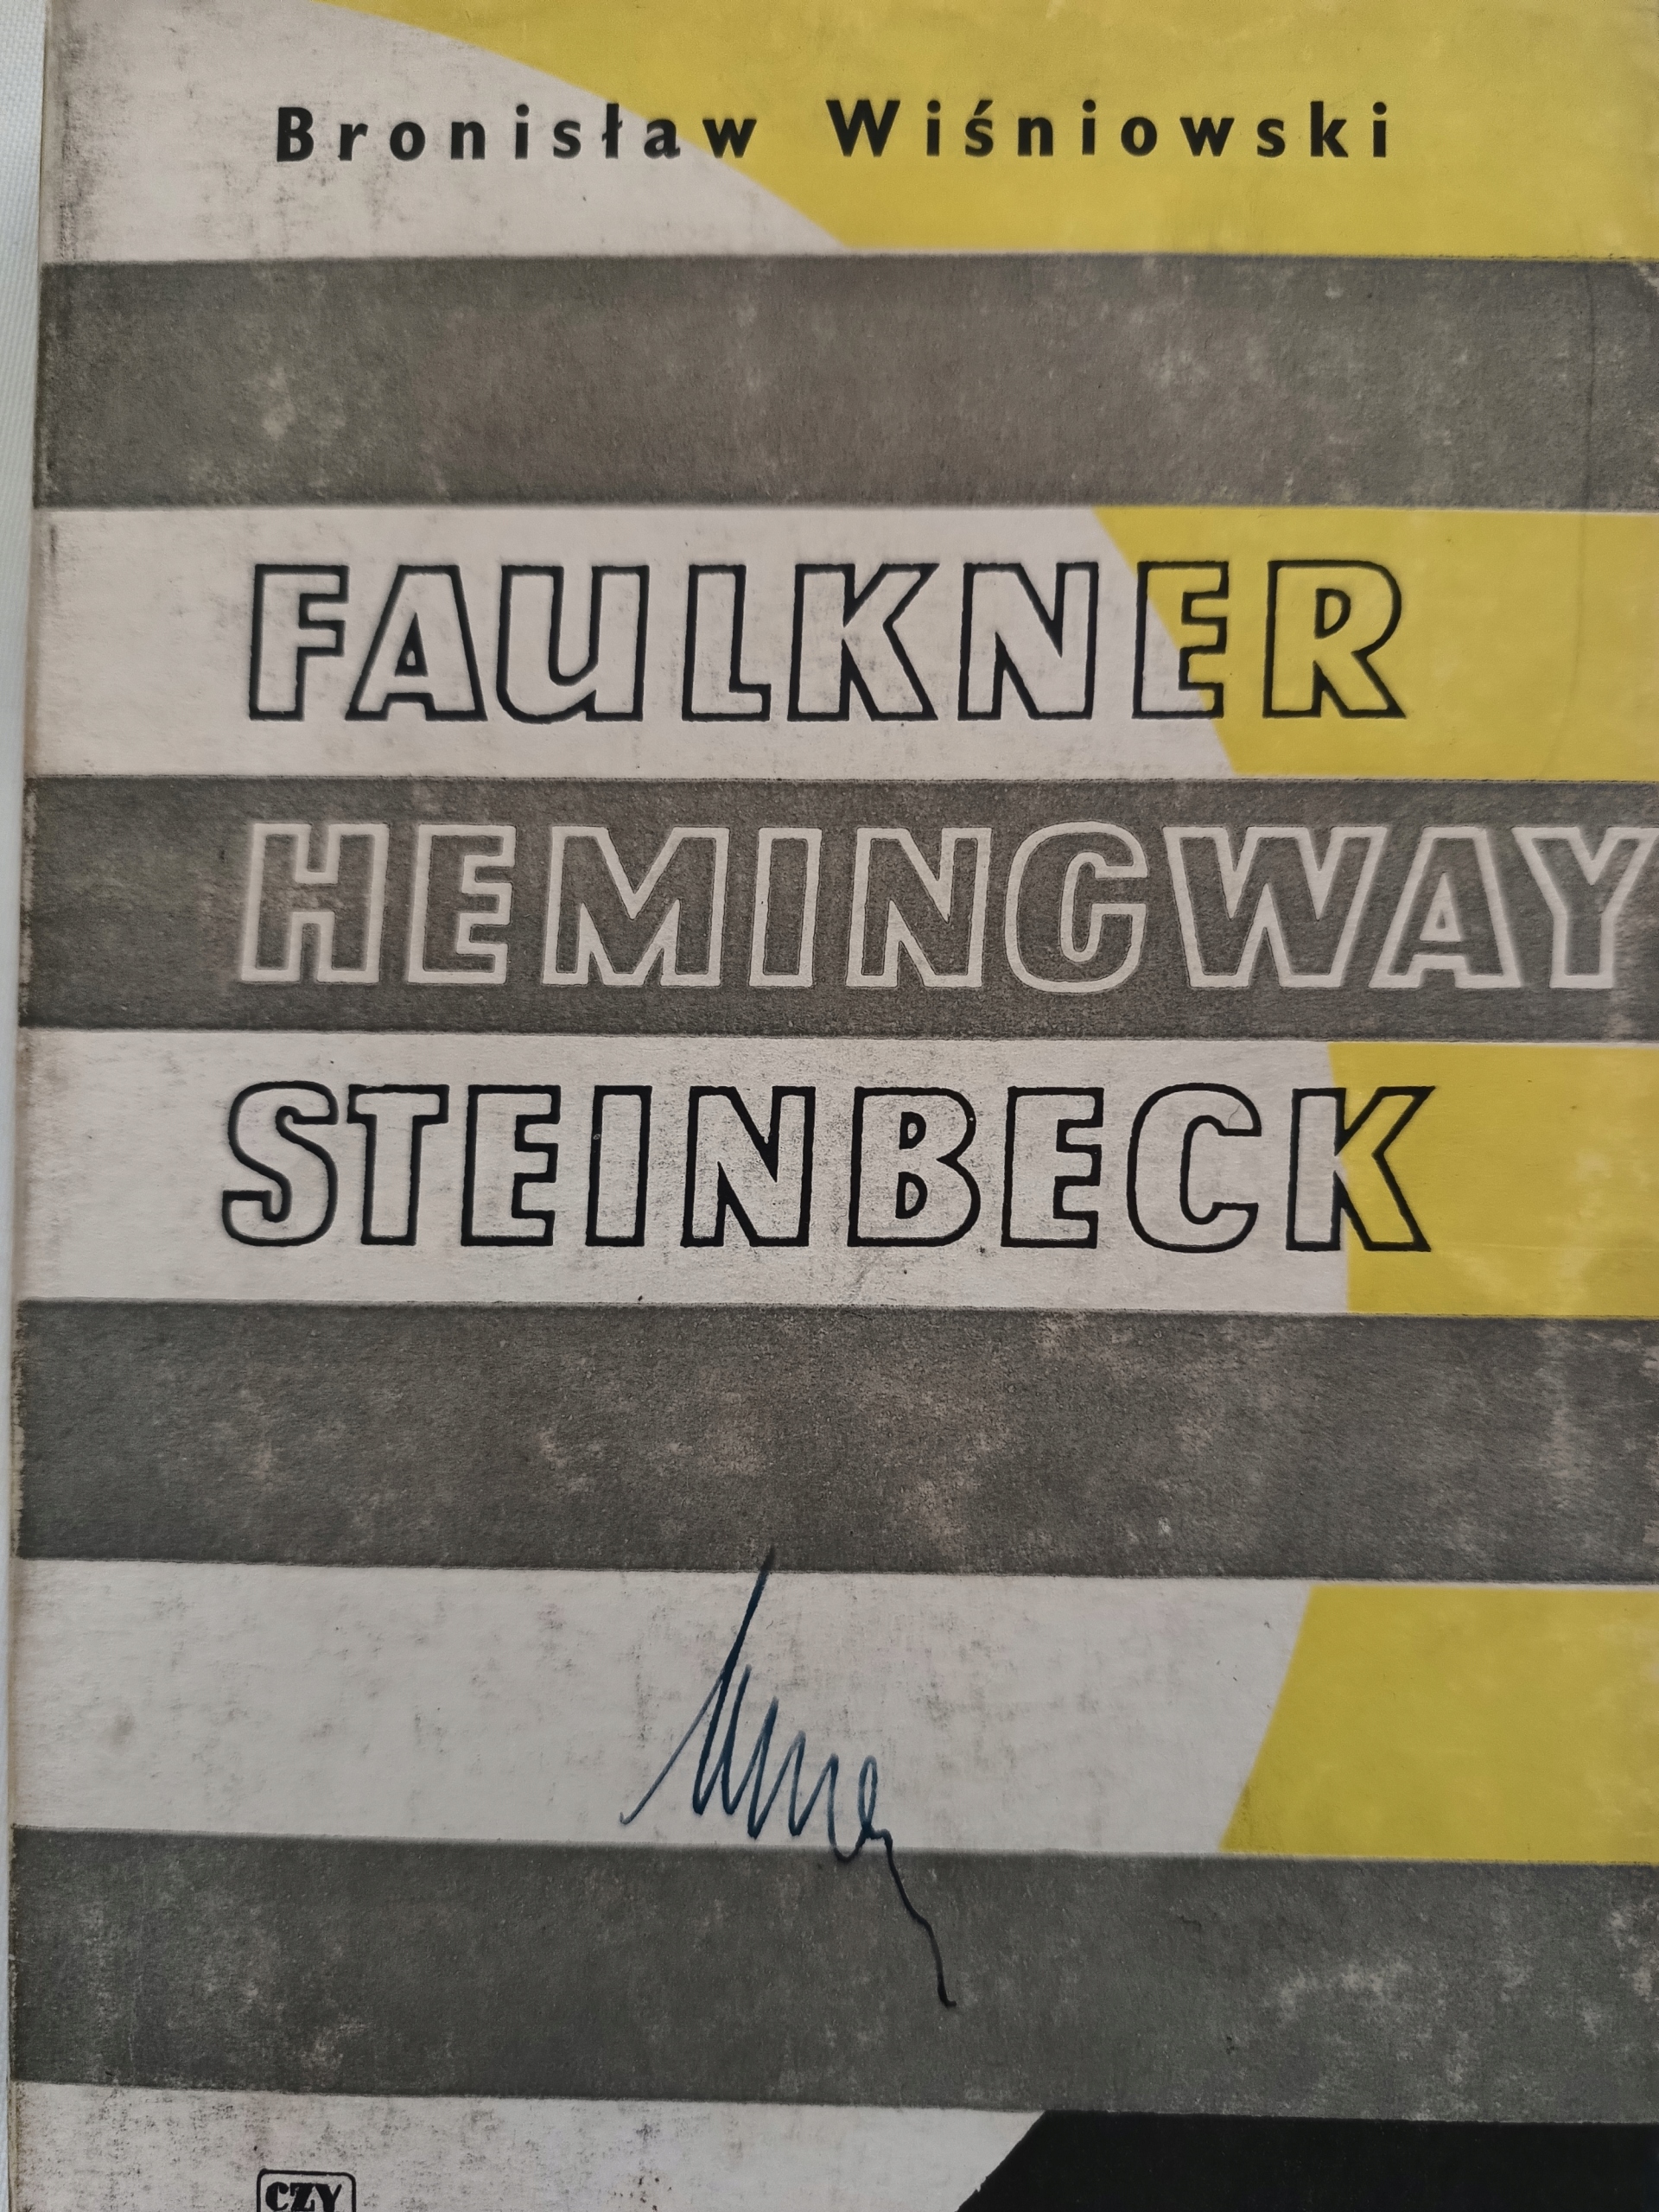 Bronisław Wiśniowski
FAULKNER
HEMINGWAY
STEINBECK
CZY